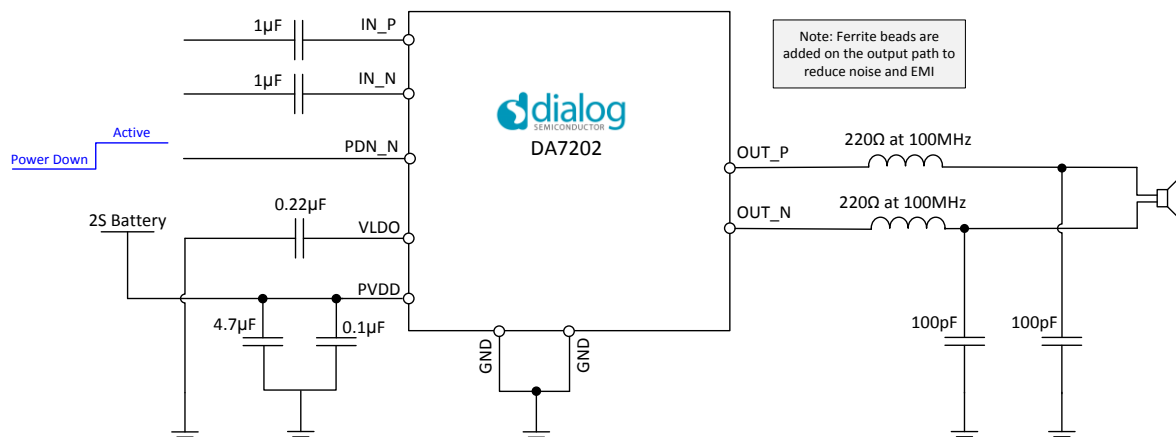 1µF
IN_P
1µF
IN_N
Active
Power Down
PDN_N
0.22µF
2S Battery
VLDO
PVDD
4.7µF
0.1µF
GND
GND
dialog
SEMICONDUCTOR
DA7202
Note: Ferrite beads are
added on the output path to
reduce noise and EMI
220Ω at 100MHz
OUT_P
220Ω at 100MHz
OUT_N
100pF
100pF